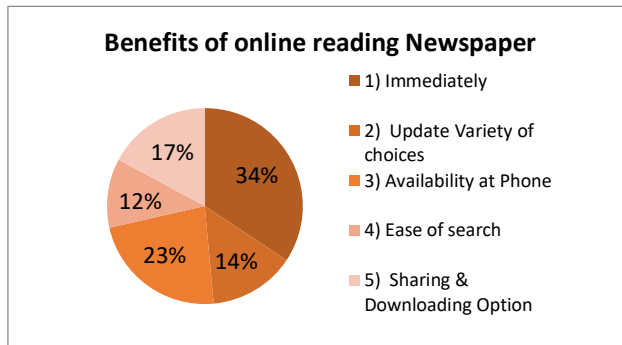 Benefits of online reading Newspaper
34%
14%
23%
12%
17%
1) Immediately
2) Update Variety of
choices
3) Availability at Phone
4) Ease of search
5) Sharing &
Downloading Option